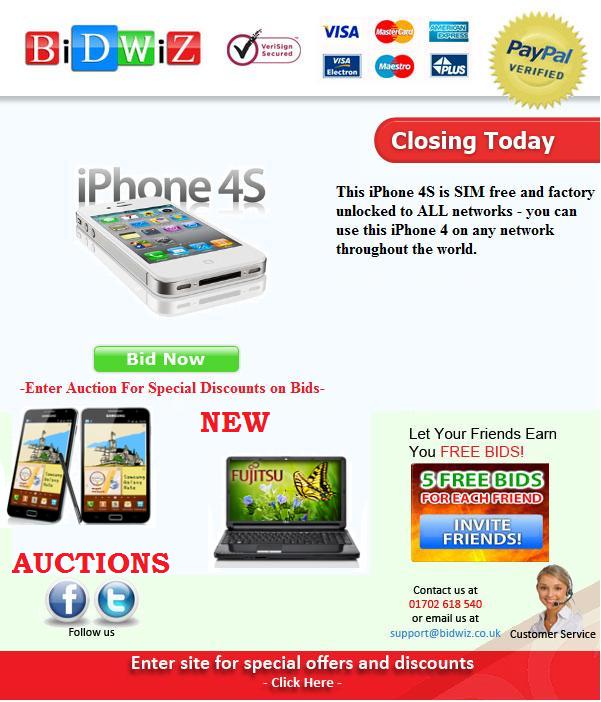 BiDWiZ
VeriSign
Secured
VISA
MasterCard
AMERICAN EXPRESS
VISA
Electron
Maestro
PLUS
PayPal
VERIFIED
Closing Today
iPhone 4S
This iPhone 4S is SIM free and factory
unlocked to ALL networks - you can
use this iPhone 4 on any network
throughout the world.
Bid Now
-Enter Auction For Special Discounts on Bids-
NEW
SAMSUNG
SAMSUNG
FUJITSU
Let Your Friends Earn
You FREE BIDS!
5 FREE BIDS
FOR EACH FRIEND
INVITE
FRIENDS!
AUCTIONS
Follow us
Contact us at
01702 618 540
or email us at
support@bidwiz.co.uk
Customer Service
Enter site for special offers and discounts
- Click Here -